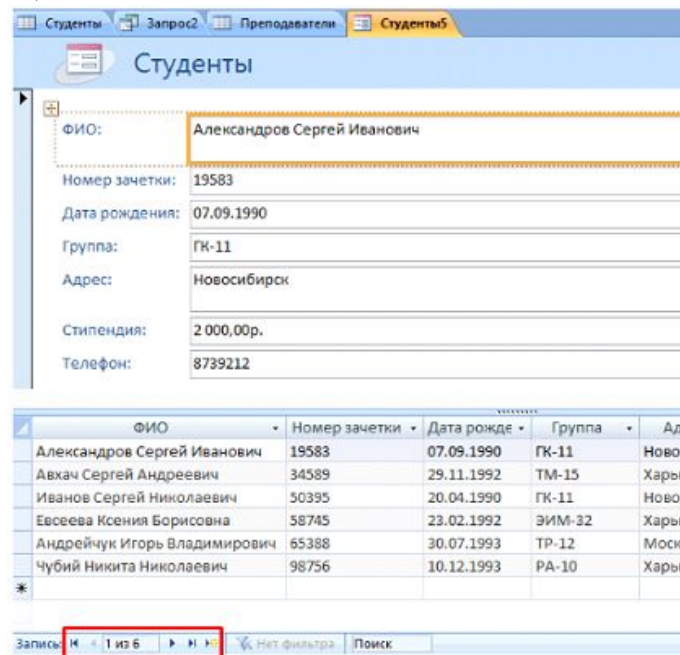 Студенты Запрос2 Преподаватели Студенты5
Студенты
ФИО: Александров Сергей Иванович
Номер зачетки: 19583
Дата рождения: 07.09.1990
Группа: ГК-11
Адрес: Новосибирск
Стипендия: 2 000,00р.
Телефон: 8739212
ФИО Номер зачетки Дата рожде Группа Ад
Александров Сергей Иванович 19583 07.09.1990 ГК-11 Ново
Авхач Сергей Андреевич 34589 29.11.1992 ТМ-15 Харь
Иванов Сергей Николаевич 50395 20.04.1990 ГК-11 Ново
Евсеева Ксения Борисовна 58745 23.02.1992 ЭИМ-32 Харь
Андрейчук Игорь Владимирович 65388 30.07.1993 ТР-12 Моск
Чубий Никита Николаевич 98756 10.12.1993 РА-10 Харь
Запись: 1 из 6 Нет фильтра Поиск